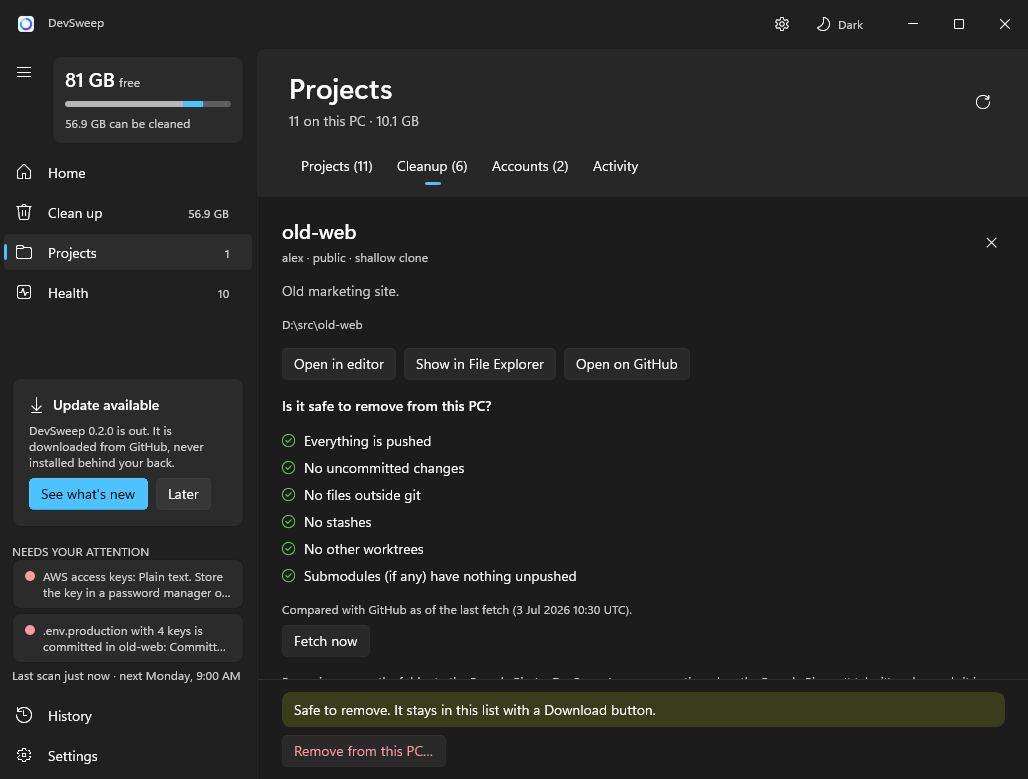 DevSweep
Dark
81 GB free
56.9 GB can be cleaned
Home
Clean up 56.9 GB
Projects 1
Health 10
Update available
DevSweep 0.2.0 is out. It is
downloaded from GitHub, never
installed behind your back.
See what's new Later
NEEDS YOUR ATTENTION
AWS access keys: Plain text. Store
the key in a password manager o...
.env.production with 4 keys is
committed in old-web: Committ...
Last scan just now · next Monday, 9:00 AM
History
Settings
Projects
11 on this PC · 10.1 GB
Projects (11) Cleanup (6) Accounts (2) Activity
old-web
alex · public · shallow clone
Old marketing site.
D:\src\old-web
Open in editor Show in File Explorer Open on GitHub
Is it safe to remove from this PC?
Everything is pushed
No uncommitted changes
No files outside git
No stashes
No other worktrees
Submodules (if any) have nothing unpushed
Compared with GitHub as of the last fetch (3 Jul 2026 10:30 UTC).
Fetch now
Safe to remove. It stays in this list with a Download button.
Remove from this PC...